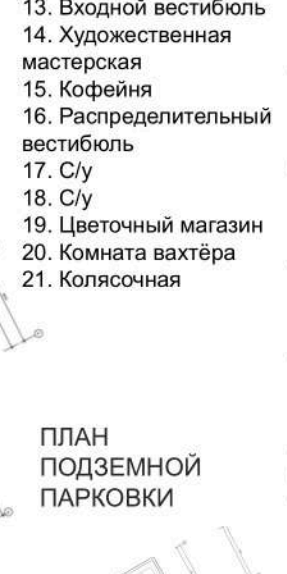 13. Входной вестибюль
14. Художественная
мастерская
15. Кофейня
16. Распределительный
вестибюль
17. С/у
18. С/у
19. Цветочный магазин
20. Комната вахтёра
21. Колясочная
ПЛАН
ПОДЗЕМНОЙ
ПАРКОВКИ